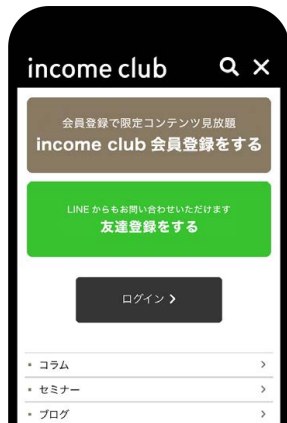 income club
会員登録で限定コンテンツ見放題
income club 会員登録をする
LINE からもお問い合わせいただけます
友達登録をする
ログイン
コラム
セミナー
ブログ